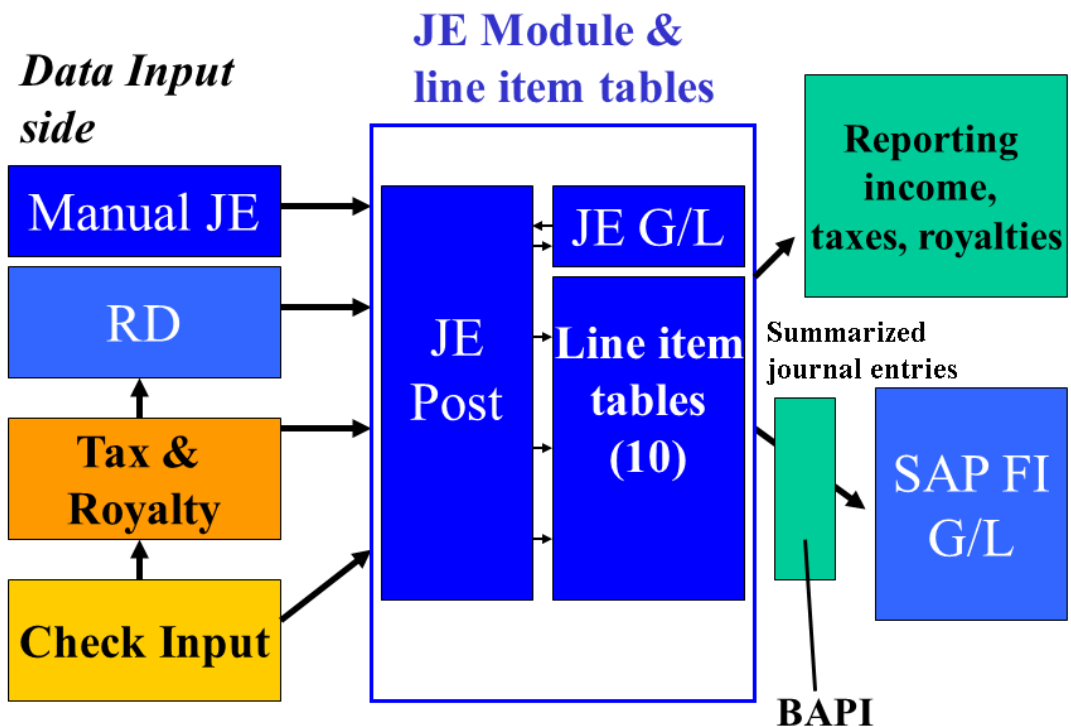 Data Input
side
Manual JE
RD
Tax &
Royalty
Check Input
JE Module &
line item tables
JE
Post
JE G/L
Line item
tables
(10)
Reporting
income,
taxes, royalties
Summarized
journal entries
SAP FI
G/L
BAPI